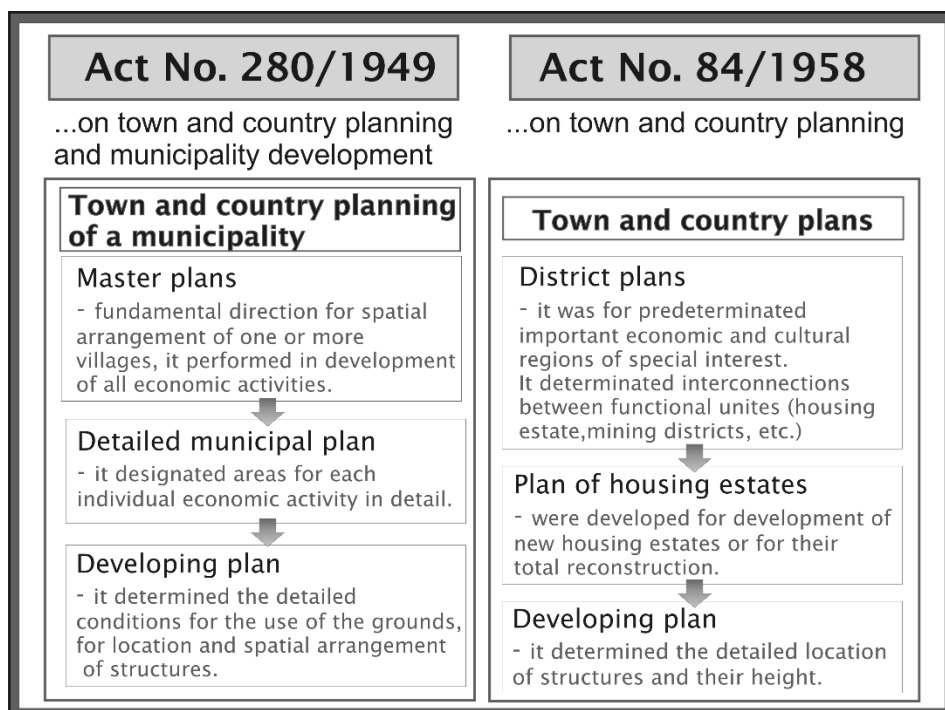 Act No. 280/1949
...on town and country planning
and municipality development
Town and country planning
of a municipality
Master plans
- fundamental direction for spatial
arrangement of one or more
villages, it performed in development
of all economic activities.
Detailed municipal plan
- it designated areas for each
individual economic activity in detail.
Developing plan
- it determined the detailed
conditions for the use of the grounds,
for location and spatial arrangement
of structures.
Act No. 84/1958
...on town and country planning
Town and country plans
District plans
- it was for predeterminated
important economic and cultural
regions of special interest.
It determinated interconnections
between functional unites (housing
estate,mining districts, etc.)
Plan of housing estates
- were developed for development of
new housing estates or for their
total reconstruction.
Developing plan
- it determined the detailed location
of structures and their height.